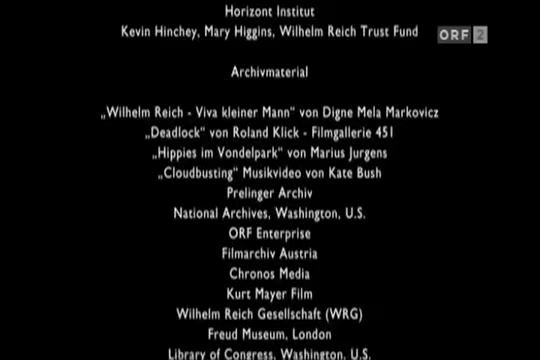 Horizont Institut
Kevin Hinchey, Mary Higgins, Wilhelm Reich Trust Fund
ORF 2
Archivmaterial
„Wilhelm Reich - Viva kleiner Mann“ von Digne Mela Markovicz
„Deadlock“ von Roland Klick - Filmgallerie 451
„Hippies im Vondelpark“ von Marius Jurgens
„Cloudbusting“ Musikvideo von Kate Bush
Prelinger Archiv
National Archives, Washington, U.S.
ORF Enterprise
Filmarchiv Austria
Chronos Media
Kurt Mayer Film
Wilhelm Reich Gesellschaft (WRG)
Freud Museum, London
Library of Congress, Washington, U.S.